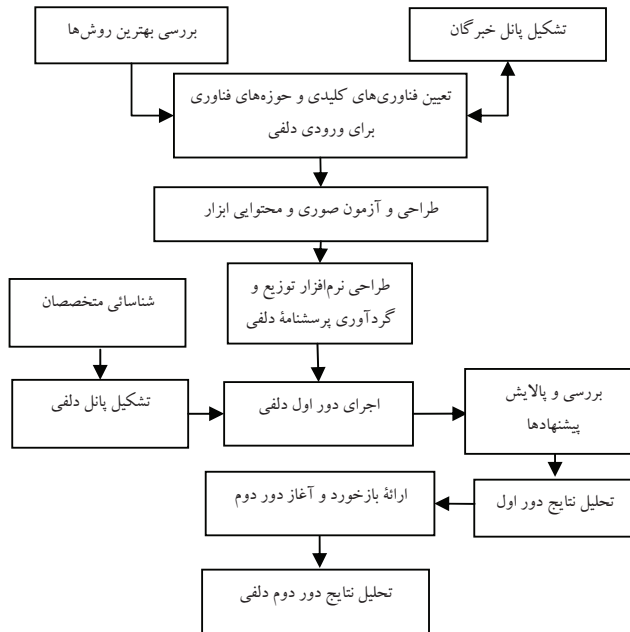 تشکیل پانل خبرگان
بررسی بهترین روش‌ها
تعیین فناوری‌های کلیدی و حوزه‌های فناوری
برای ورودی دلفی
طراحی و آزمون صوری و محتوایی ابزار
طراحی نرم‌افزار توزیع و
گردآوری پرسشنامهٔ دلفی
شناسائی متخصصان
تشکیل پانل دلفی
اجرای دور اول دلفی
بررسی و پالایش
پیشنهادها
تحلیل نتایج دور اول
ارائهٔ بازخورد و آغاز دور دوم
تحلیل نتایج دور دوم دلفی